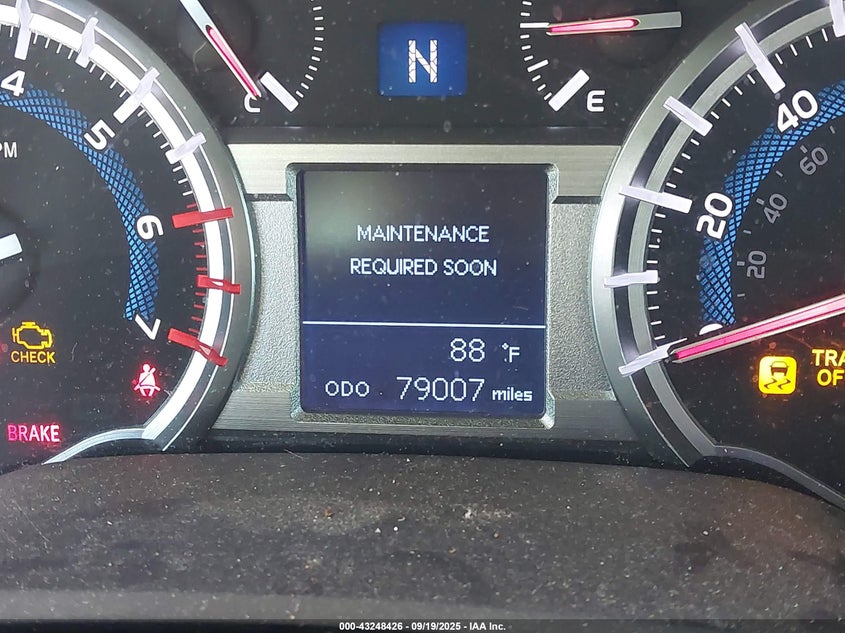 N
C
E
4
5
6
7
PM
CHECK
BRAKE
MAINTENANCE
REQUIRED SOON
88 °F
ODO 79007 miles
40
60
20
40
20
TRA
OF
000-43248426 - 09/19/2025 - IAA Inc.